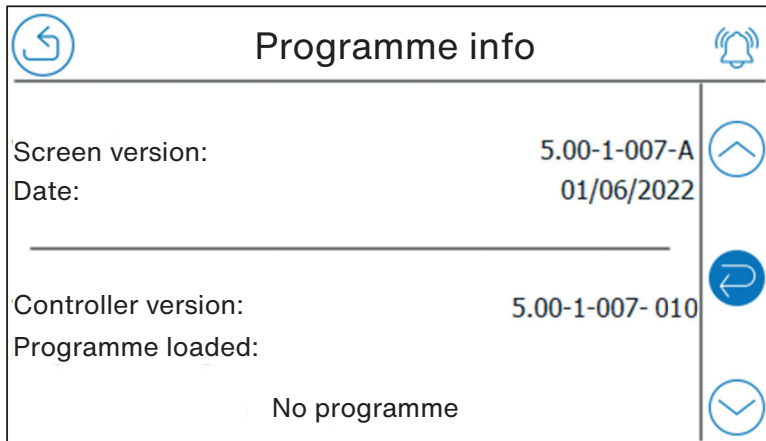 Programme info
Screen version: 5.00-1-007-A
Date: 01/06/2022
Controller version: 5.00-1-007- 010
Programme loaded:
No programme